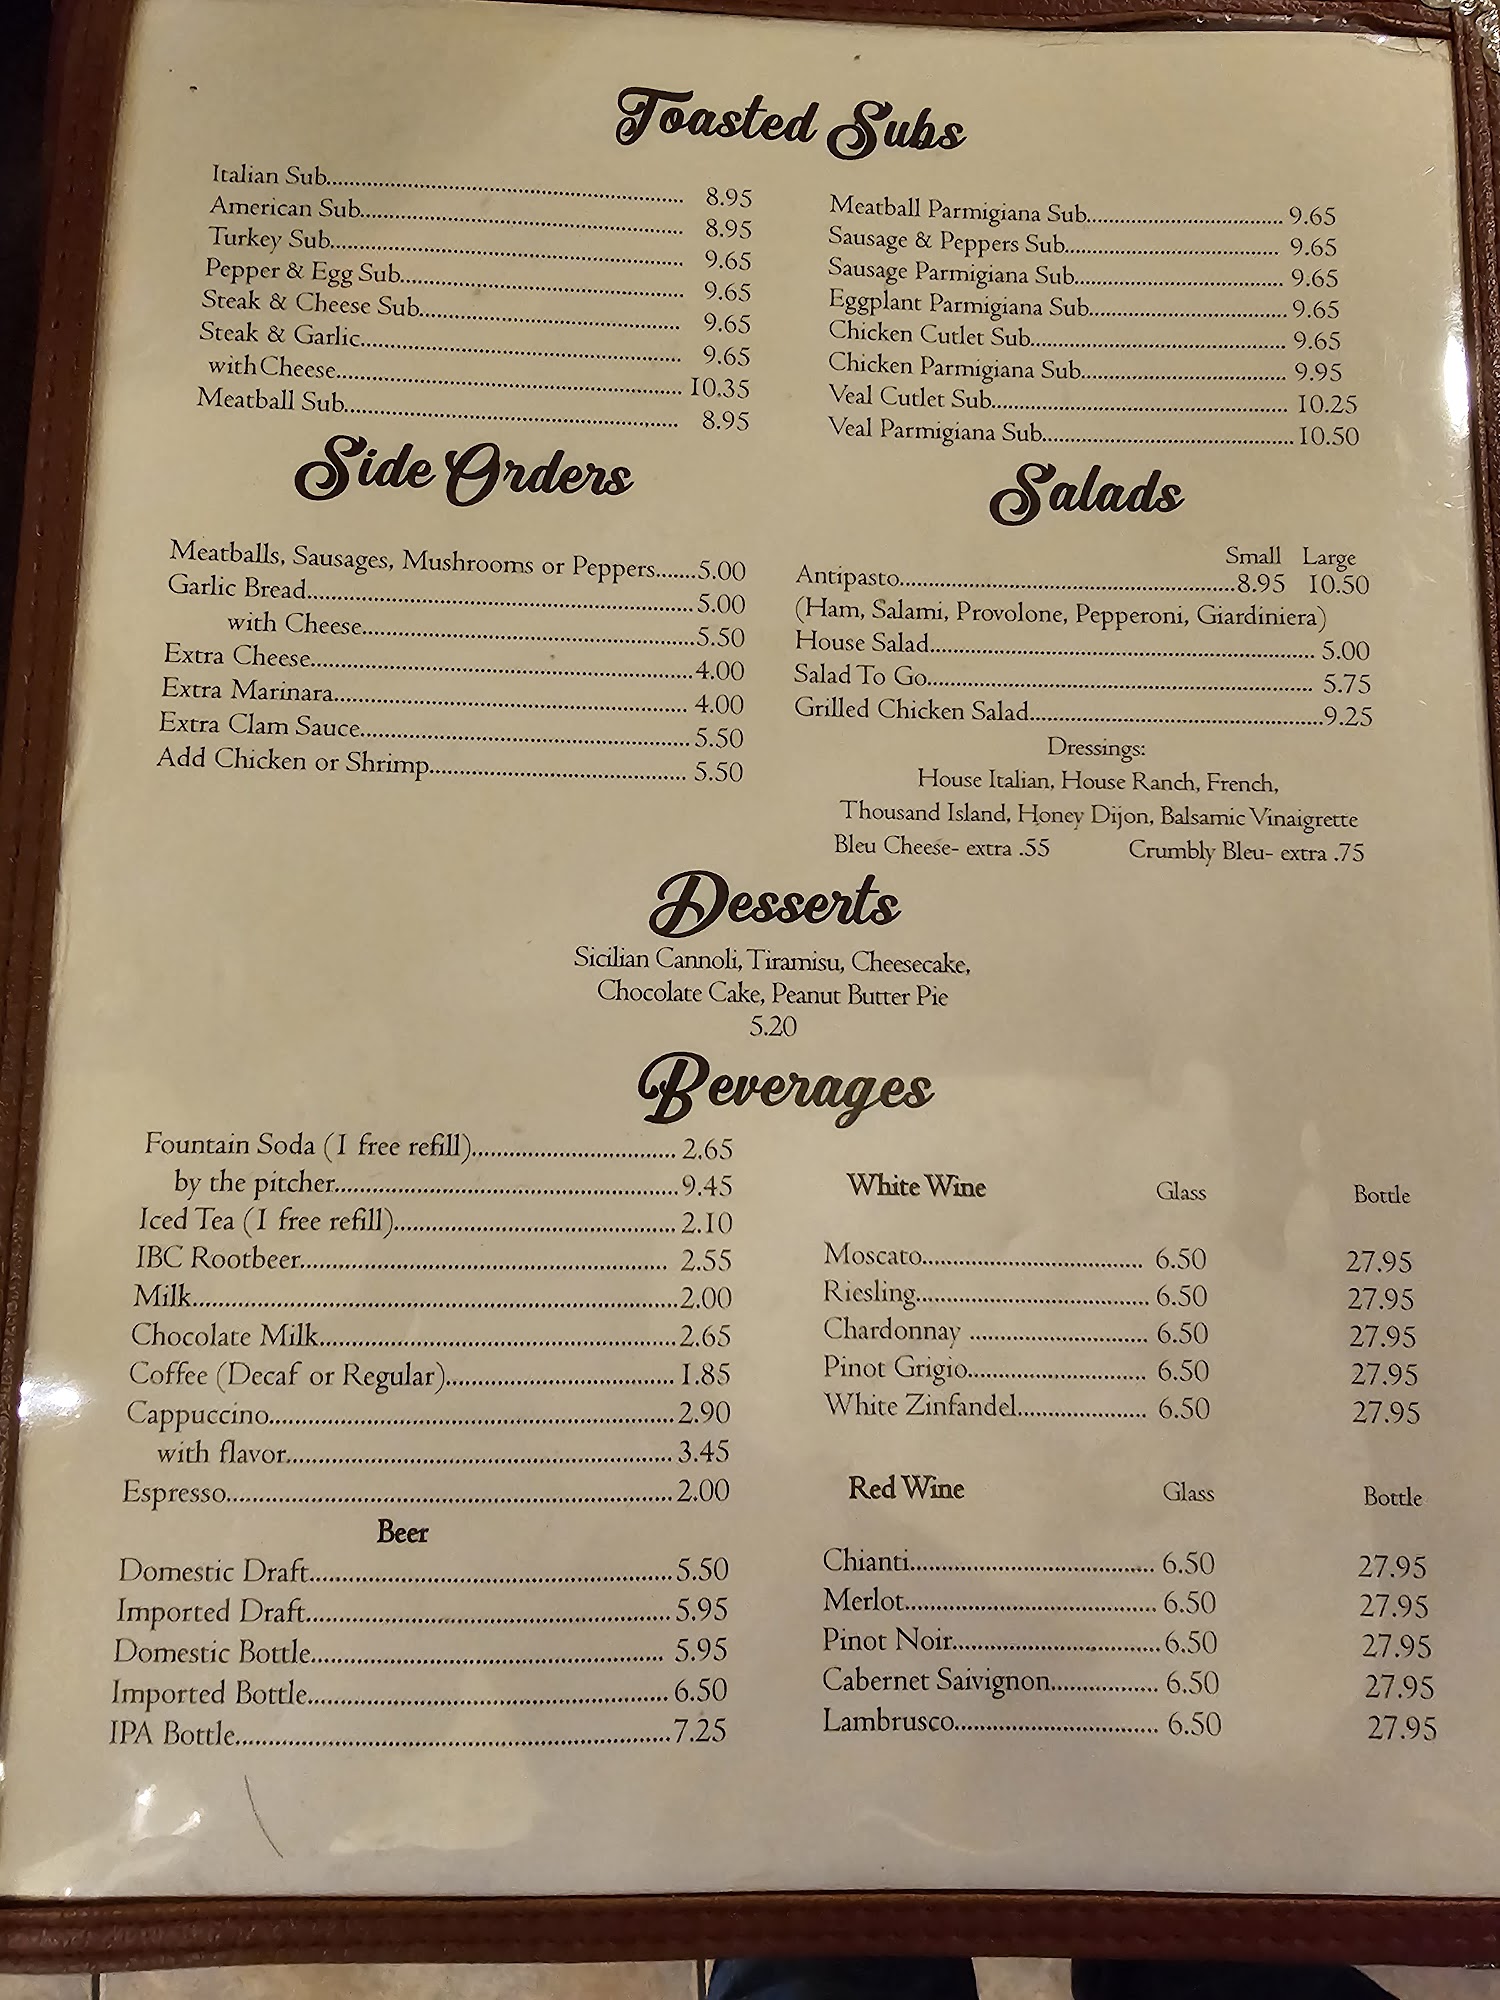 Toasted Subs
Italian Sub 8.95
American Sub 8.95
Turkey Sub 9.65
Pepper & Egg Sub 9.65
Steak & Cheese Sub 9.65
Steak & Garlic 9.65
with Cheese 10.35
Meatball Sub 8.95
Meatball Parmigiana Sub 9.65
Sausage & Peppers Sub 9.65
Sausage Parmigiana Sub 9.65
Eggplant Parmigiana Sub 9.65
Chicken Cutlet Sub 9.65
Chicken Parmigiana Sub 9.95
Veal Cutlet Sub 10.25
Veal Parmigiana Sub 10.50
Side Orders
Meatballs, Sausages, Mushrooms or Peppers 5.00
Garlic Bread 5.00
with Cheese 5.50
Extra Cheese 4.00
Extra Marinara 4.00
Extra Clam Sauce 5.50
Add Chicken or Shrimp 5.50
Salads
Small Large
Antipasto 8.95 10.50
(Ham, Salami, Provolone, Pepperoni, Giardiniera)
House Salad 5.00
Salad To Go 5.75
Grilled Chicken Salad 9.25
Dressings:
House Italian, House Ranch, French,
Thousand Island, Honey Dijon, Balsamic Vinaigrette
Bleu Cheese- extra .55 Crumbly Bleu- extra .75
Desserts
Sicilian Cannoli, Tiramisu, Cheesecake,
Chocolate Cake, Peanut Butter Pie
5.20
Beverages
Fountain Soda (1 free refill) 2.65
by the pitcher 9.45
Iced Tea (1 free refill) 2.10
IBC Rootbeer 2.55
Milk 2.00
Chocolate Milk 2.65
Coffee (Decaf or Regular) 1.85
Cappuccino 2.90
with flavor 3.45
Espresso 2.00
Beer
Domestic Draft 5.50
Imported Draft 5.95
Domestic Bottle 5.95
Imported Bottle 6.50
IPA Bottle 7.25
White Wine Glass Bottle
Moscato 6.50 27.95
Riesling 6.50 27.95
Chardonnay 6.50 27.95
Pinot Grigio 6.50 27.95
White Zinfandel 6.50 27.95
Red Wine Glass Bottle
Chianti 6.50 27.95
Merlot 6.50 27.95
Pinot Noir 6.50 27.95
Cabernet Saivignon 6.50 27.95
Lambrusco 6.50 27.95